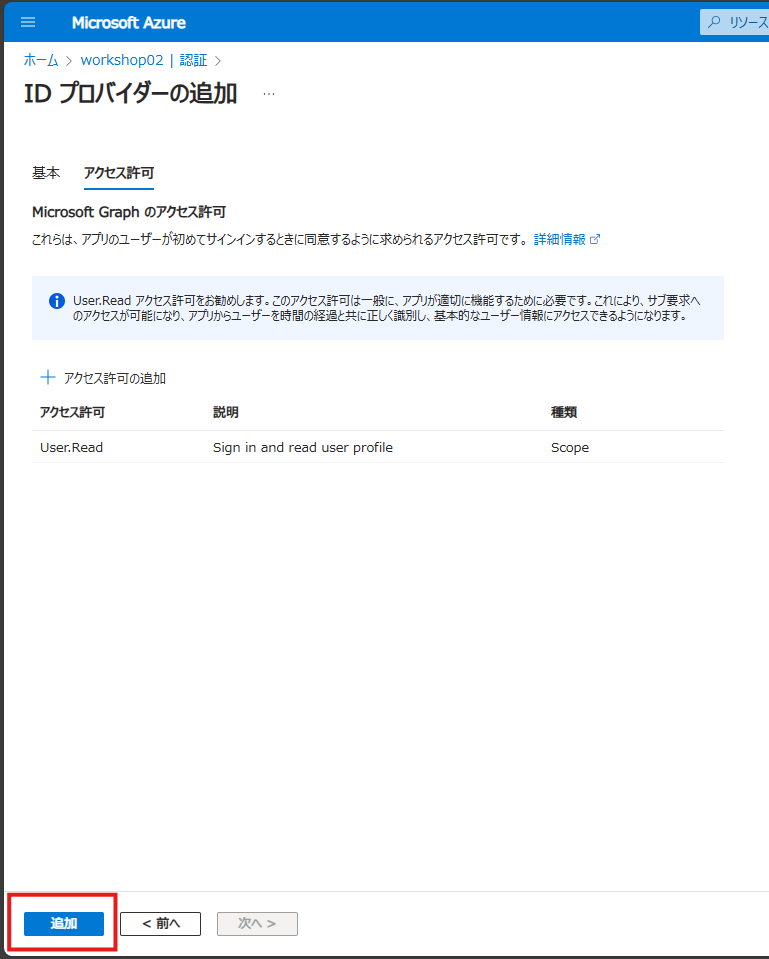 Microsoft Azure
リソース
ホーム > workshop02 | 認証 >
ID プロバイダーの追加 ...
基本 アクセス許可
Microsoft Graph のアクセス許可
これらは、アプリのユーザーが初めてサインインするときに同意するように求められるアクセス許可です。 詳細情報
User.Read アクセス許可をお勧めします。このアクセス許可は一般に、アプリが適切に機能するために必要です。これにより、サブ要求へ
のアクセスが可能になり、アプリからユーザーを時間の経過と共に正しく識別し、基本的なユーザー情報にアクセスできるようになります。
アクセス許可の追加
アクセス許可 説明 種類
User.Read Sign in and read user profile Scope
追加 < 前へ 次へ >